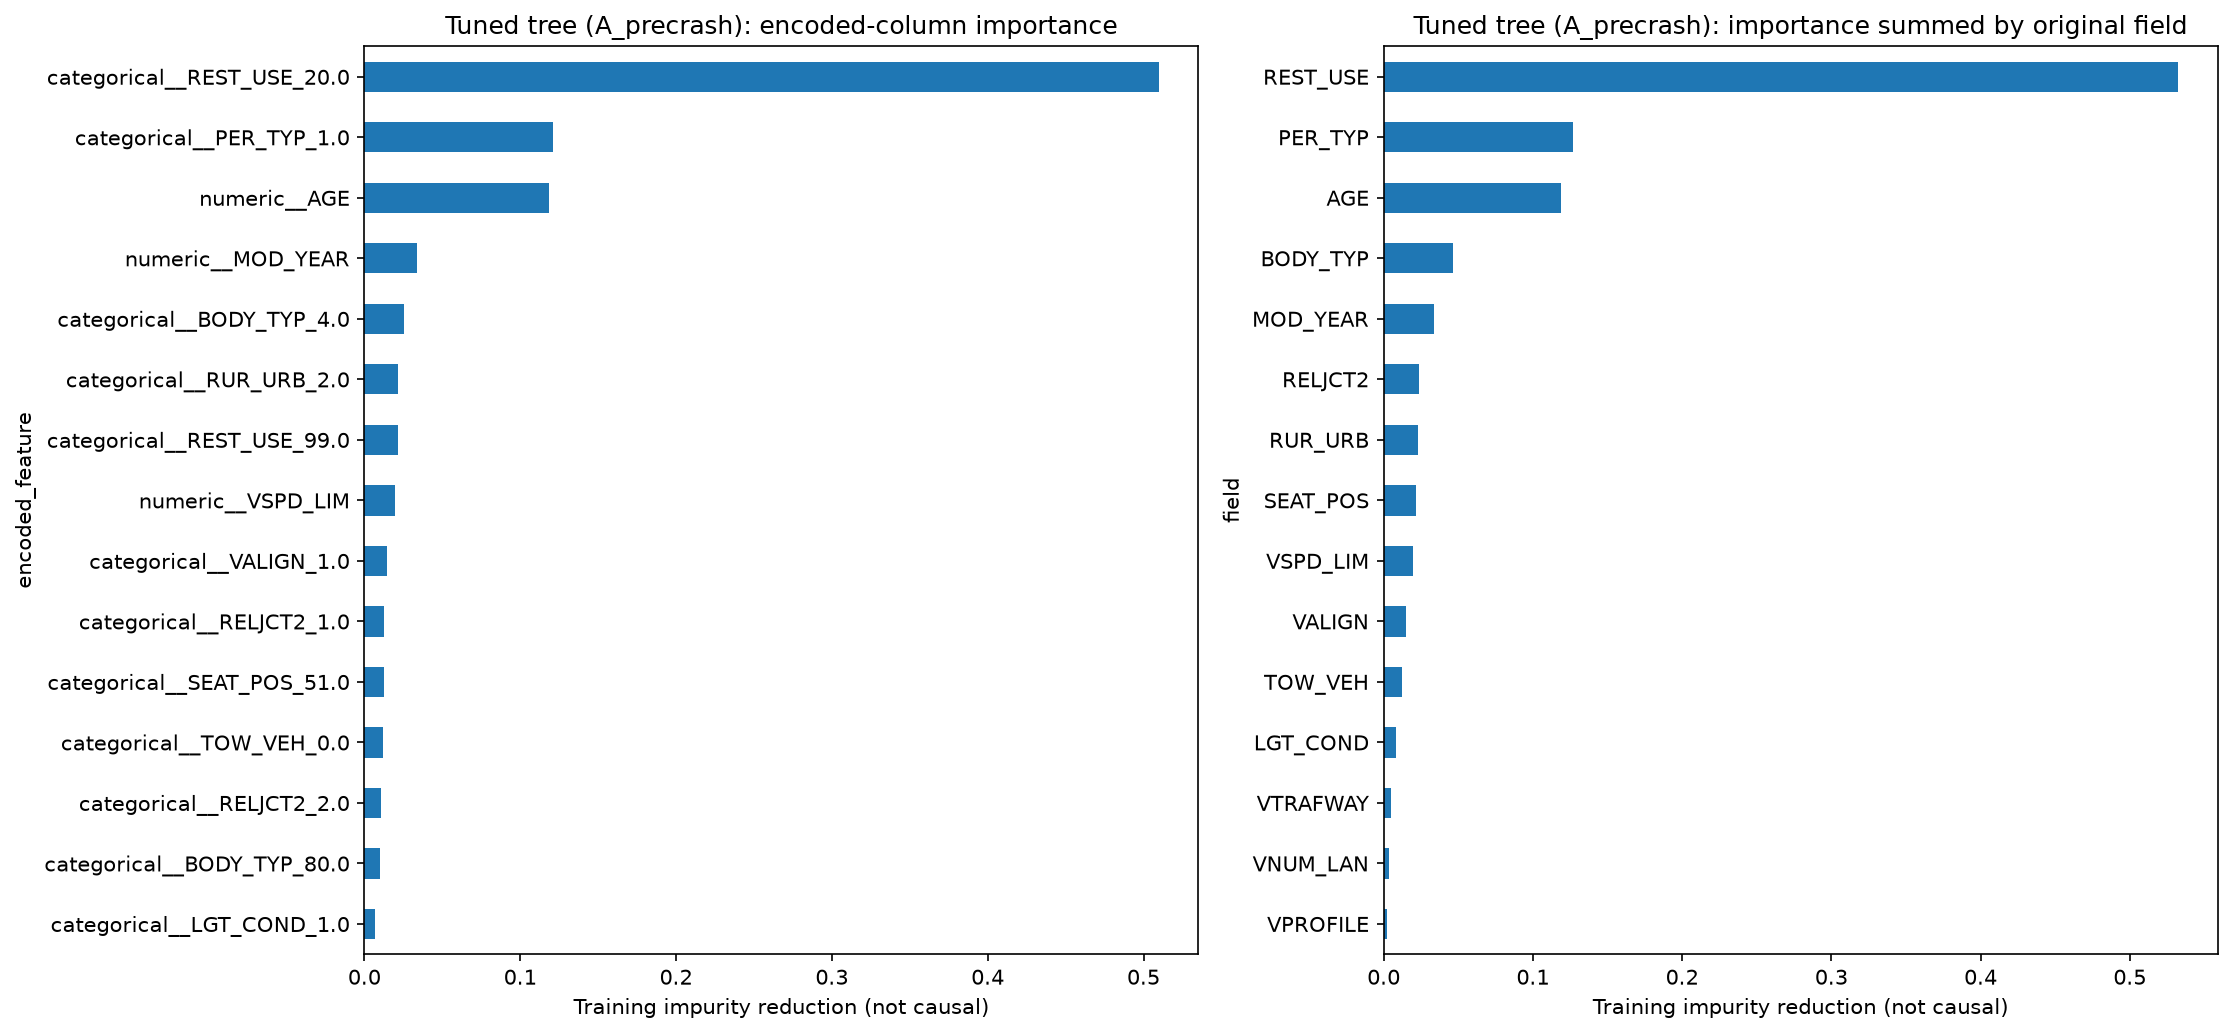 Tuned tree (A_precrash): encoded-column importance
encoded_feature
categorical__REST_USE_20.0
categorical__PER_TYP_1.0
numeric__AGE
numeric__MOD_YEAR
categorical__BODY_TYP_4.0
categorical__RUR_URB_2.0
categorical__REST_USE_99.0
numeric__VSPD_LIM
categorical__VALIGN_1.0
categorical__RELJCT2_1.0
categorical__SEAT_POS_51.0
categorical__TOW_VEH_0.0
categorical__RELJCT2_2.0
categorical__BODY_TYP_80.0
categorical__LGT_COND_1.0
0.0 0.1 0.2 0.3 0.4 0.5
Training impurity reduction (not causal)
Tuned tree (A_precrash): importance summed by original field
field
REST_USE
PER_TYP
AGE
BODY_TYP
MOD_YEAR
RELJCT2
RUR_URB
SEAT_POS
VSPD_LIM
VALIGN
TOW_VEH
LGT_COND
VTRAFWAY
VNUM_LAN
VPROFILE
0.0 0.1 0.2 0.3 0.4 0.5
Training impurity reduction (not causal)